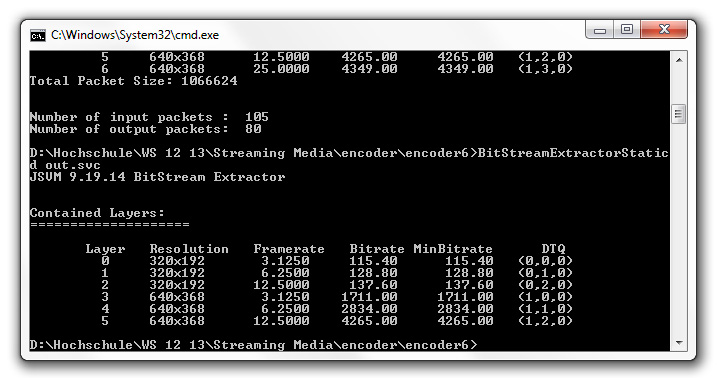 C:\Windows\System32\cmd.exe
5 640x368 12.5000 4265.00 4265.00 (1,2,0)
6 640x368 25.0000 4349.00 4349.00 (1,3,0)
Total Packet Size: 1066624
Number of input packets : 105
Number of output packets: 80
D:\Hochschule\WS 12 13\Streaming Media\encoder\encoder6>BitStreamExtractorStatic
d out.svc
JSVM 9.19.14 BitStream Extractor
Contained Layers:
====================
Layer Resolution Framerate Bitrate MinBitrate DTQ
0 320x192 3.1250 115.40 115.40 (0,0,0)
1 320x192 6.2500 128.80 128.80 (0,1,0)
2 320x192 12.5000 137.60 137.60 (0,2,0)
3 640x368 3.1250 1711.00 1711.00 (1,0,0)
4 640x368 6.2500 2834.00 2834.00 (1,1,0)
5 640x368 12.5000 4265.00 4265.00 (1,2,0)
D:\Hochschule\WS 12 13\Streaming Media\encoder\encoder6>